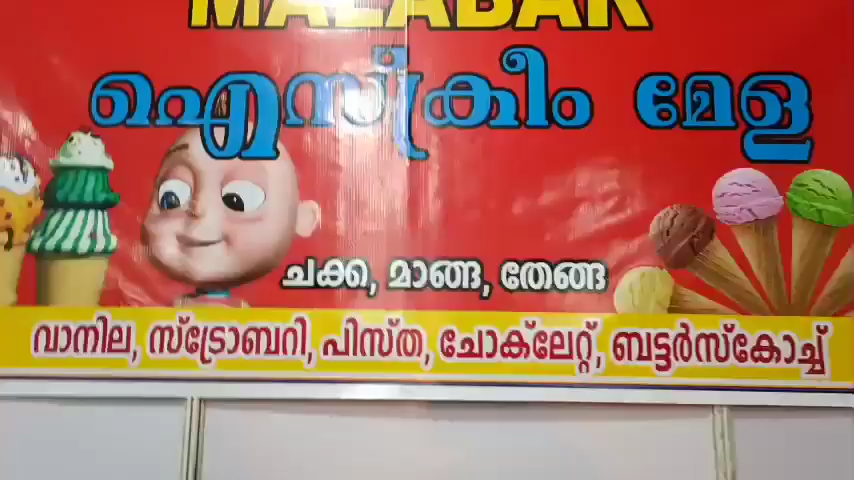 MALABAR
ഐസ്ക്രീം മേള
ചക്ക, മാങ്ങ, തേങ്ങ
വാനില, സ്ട്രോബറി, പിസ്ത, ചോക്ലേറ്റ്, ബട്ടർസ്കോച്ച്